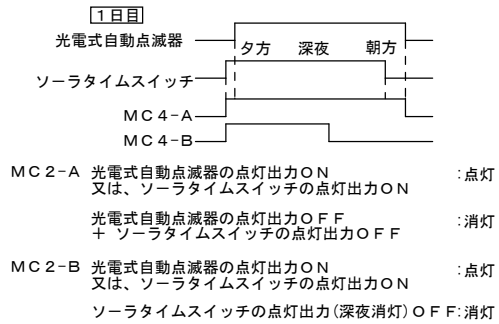 1日目
光電式自動点滅器
夕方 深夜 朝方
ソーラタイムスイッチ
MC4-A
MC4-B
MC2-A 光電式自動点滅器の点灯出力ON :点灯
又は、ソーラタイムスイッチの点灯出力ON
光電式自動点滅器の点灯出力OFF :消灯
+ ソーラタイムスイッチの点灯出力OFF
MC2-B 光電式自動点滅器の点灯出力ON :点灯
又は、ソーラタイムスイッチの点灯出力ON
ソーラタイムスイッチの点灯出力(深夜消灯)OFF:消灯